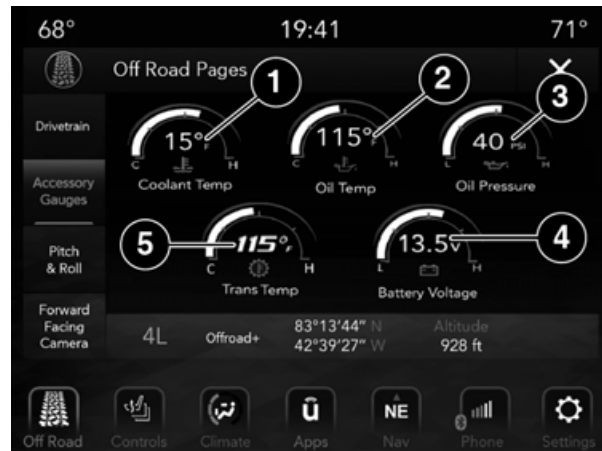 68°
19:41
71°
Off Road Pages
1
2
3
Drivetrain
15°F
C H
Coolant Temp
115°F
C H
Oil Temp
40 PSI
L H
Oil Pressure
Accessory
Gauges
5
115°F
C H
Trans Temp
13.5v
L H
Battery Voltage
4
Pitch
& Roll
Forward
Facing
Camera
4L
Offroad+
83°13'44" N
42°39'27" W
Altitude
928 ft
Off Road
Controls
Climate
ū
Apps
NE
Nav
Phone
Settings